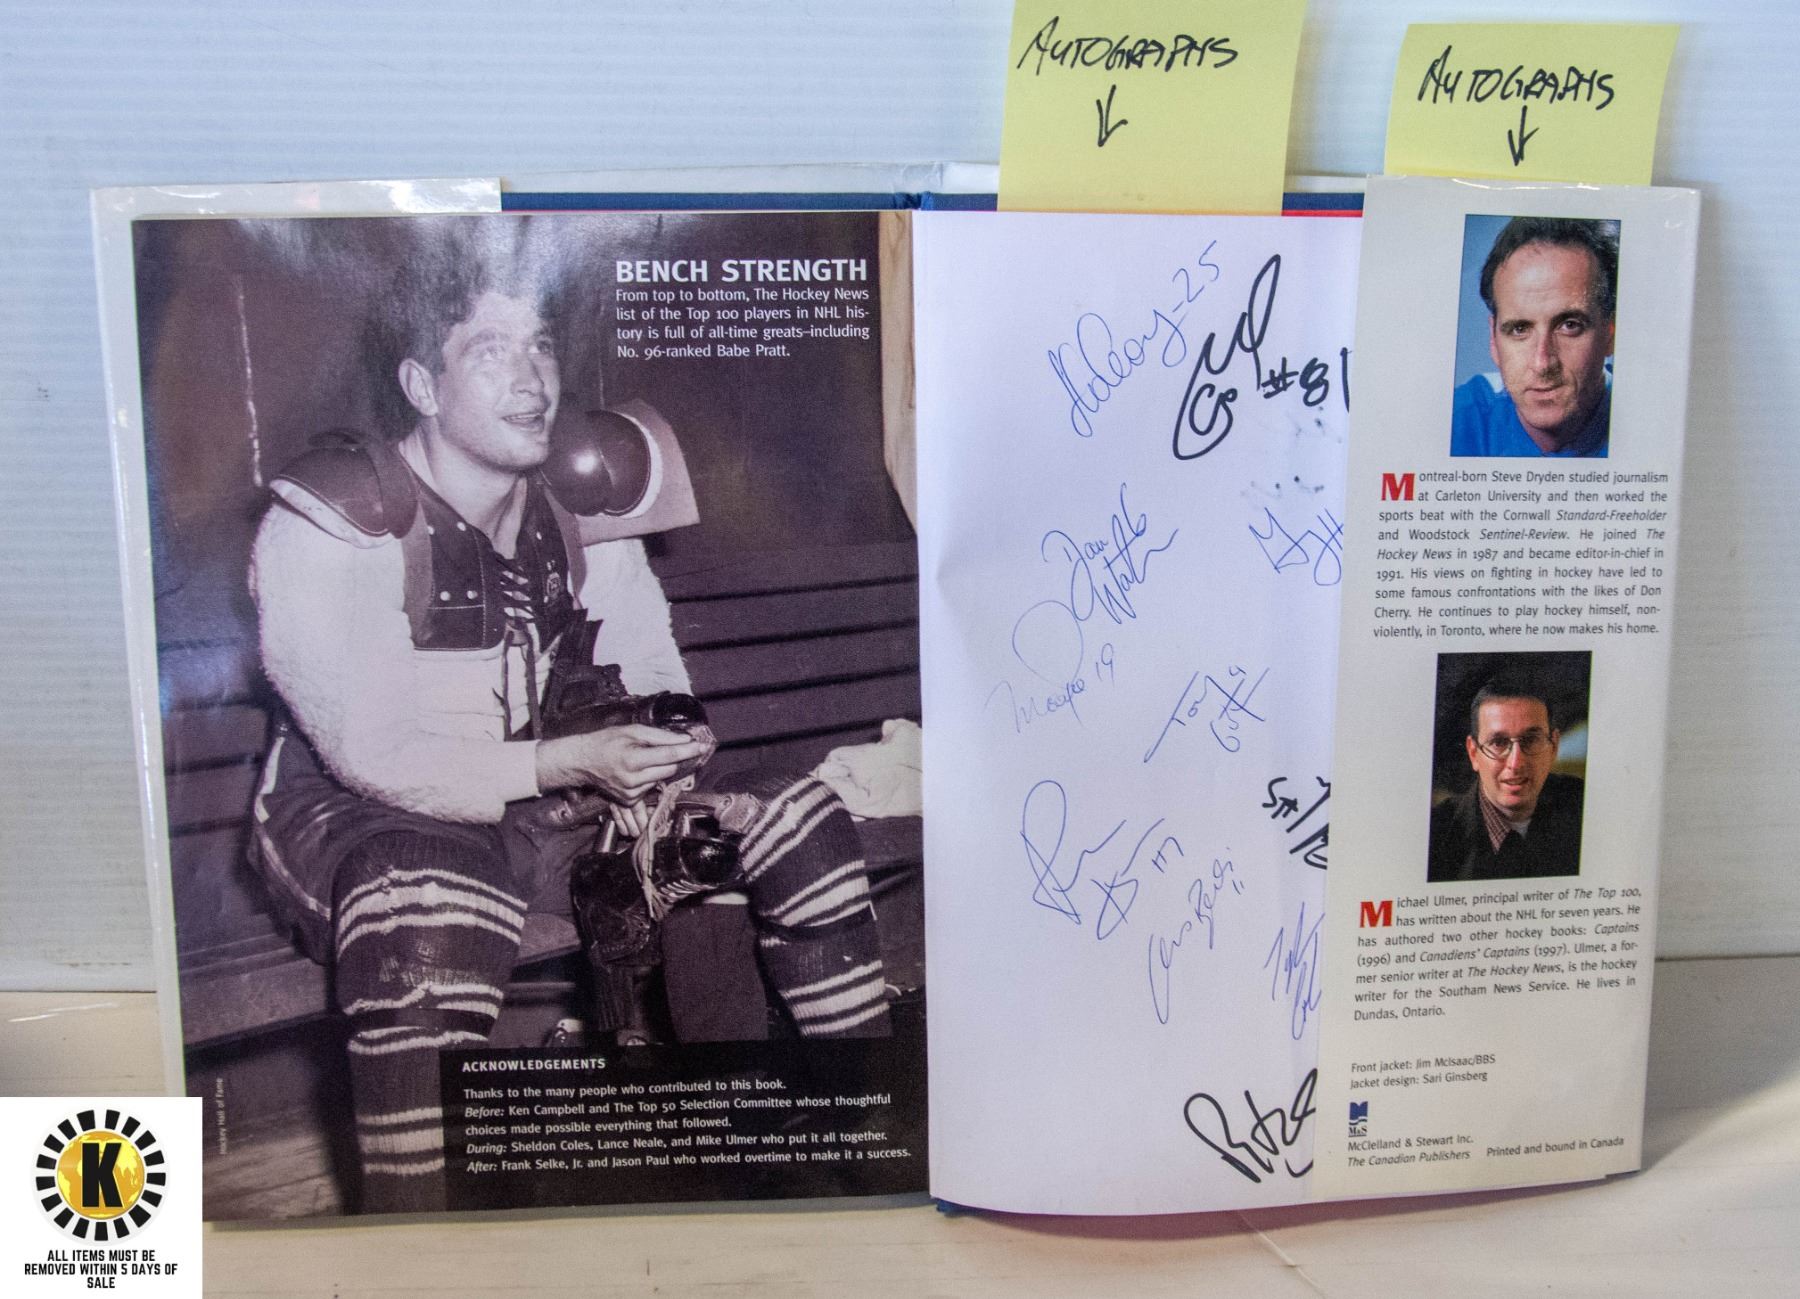 AUTOGRAPHS
AUTOGRAPHS
BENCH STRENGTH
From top to bottom, The Hockey News
list of the Top 100 players in NHL his-
tory is full of all-time greats–including
No. 96-ranked Babe Pratt.
ACKNOWLEDGEMENTS
Thanks to the many people who contributed to this book.
Before: Ken Campbell and The Top 50 Selection Committee whose thoughtful
choices made possible everything that followed.
During: Sheldon Coles, Lance Neale, and Mike Ulmer who put it all together.
After: Frank Selke, Jr. and Jason Paul who worked overtime to make it a success.
Hockey Hall of Fame
25
#81
Dan
19
Tony
Montreal-born Steve Dryden studied journalism
at Carleton University and then worked the
sports beat with the Cornwall Standard-Freeholder
and Woodstock Sentinel-Review. He joined The
Hockey News in 1987 and became editor-in-chief in
1991. His views on fighting in hockey have led to
some famous confrontations with the likes of Don
Cherry. He continues to play hockey himself, non-
violently, in Toronto, where he now makes his home.
Michael Ulmer, principal writer of The Top 100,
has written about the NHL for seven years. He
has authored two other hockey books: Captains
(1996) and Canadiens' Captains (1997). Ulmer, a for-
mer senior writer at The Hockey News, is the hockey
writer for the Southam News Service. He lives in
Dundas, Ontario.
Front jacket: Jim McIsaac/BBS
Jacket design: Sari Ginsberg
M&S
McClelland & Stewart Inc.
The Canadian Publishers Printed and bound in Canada
K
ALL ITEMS MUST BE
REMOVED WITHIN 5 DAYS OF
SALE